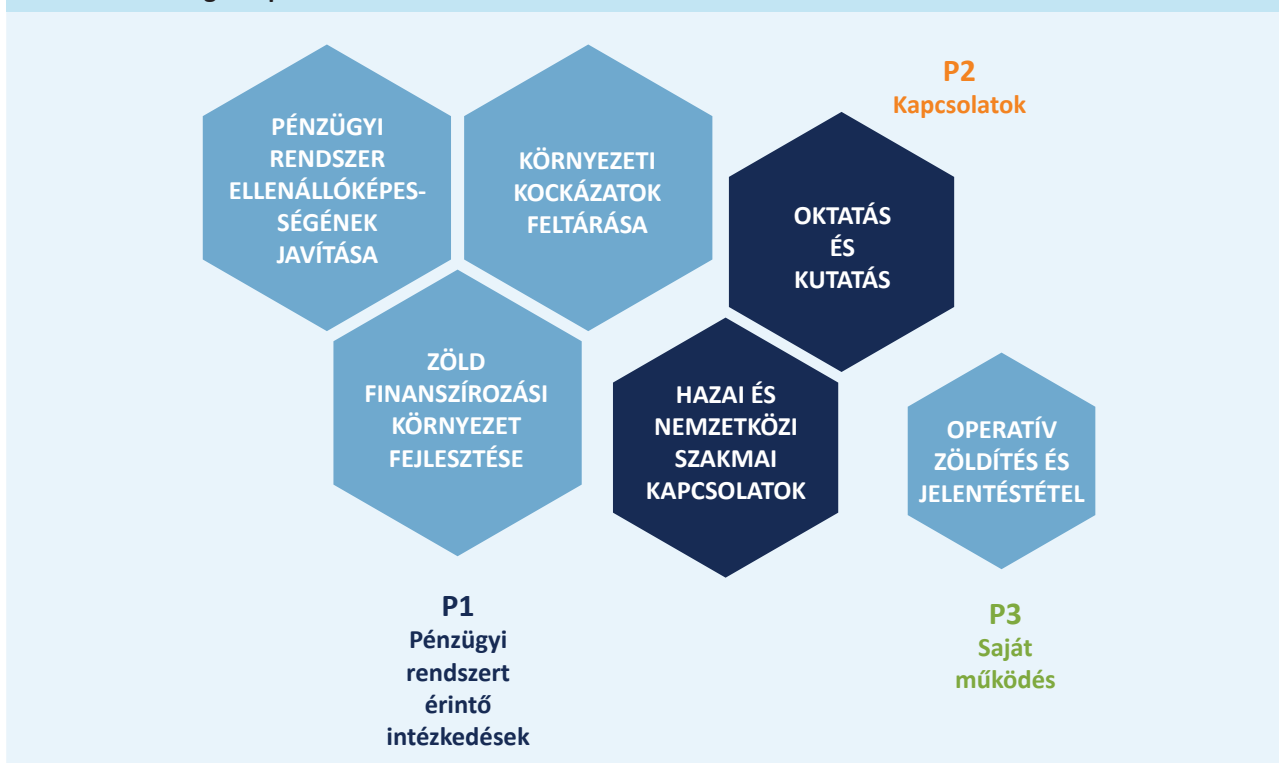 PÉNZÜGYI
RENDSZER
ELLENÁLLÓKÉPES-
SÉGÉNEK
JAVÍTÁSA
KÖRNYEZETI
KOCKÁZATOK
FELTÁRÁSA
P2
Kapcsolatok
OKTATÁS
ÉS
KUTATÁS
ZÖLD
FINANSZÍROZÁSI
KÖRNYEZET
FEJLESZTÉSE
HAZAI ÉS
NEMZETKÖZI
SZAKMAI
KAPCSOLATOK
OPERATÍV
ZÖLDÍTÉS ÉS
JELENTÉSTÉTEL
P1
Pénzügyi
rendszert
érintő
intézkedések
P3
Saját
működés